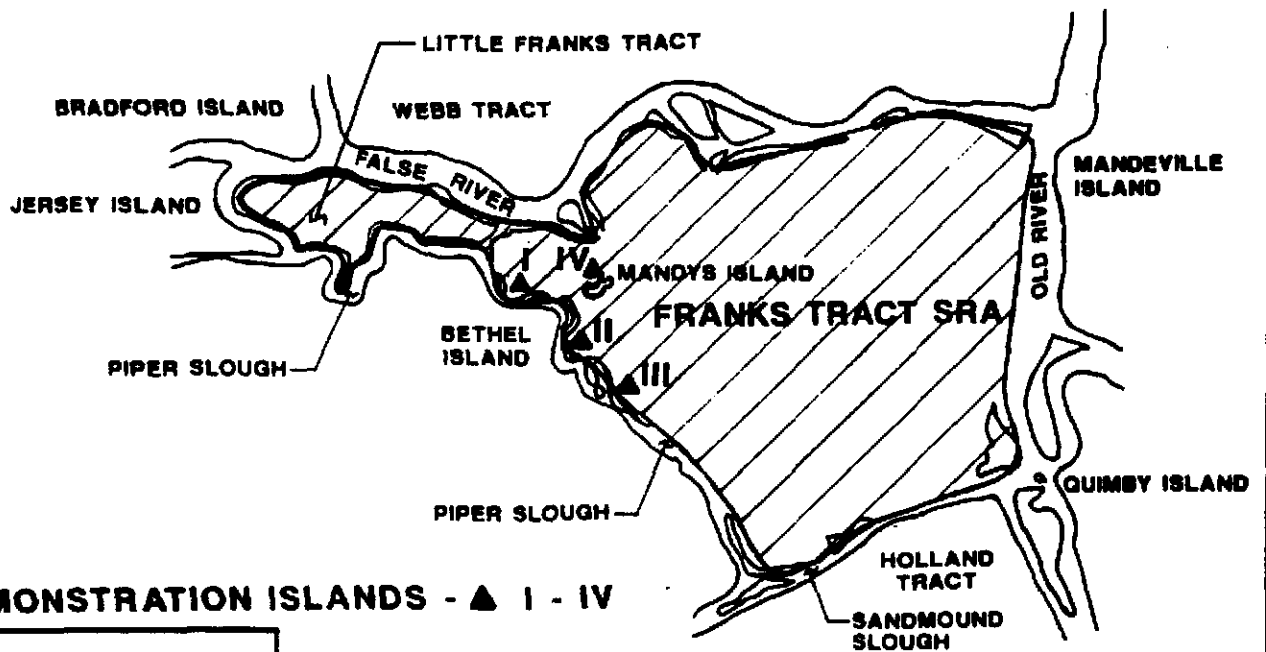 LITTLE FRANKS TRACT
BRADFORD ISLAND
WEBB TRACT
FALSE RIVER
MANDEVILLE
ISLAND
JERSEY ISLAND
OLD RIVER
I
IV
MANDYS ISLAND
FRANKS TRACT SRA
BETHEL
ISLAND
II
PIPER SLOUGH
III
QUIMBY ISLAND
PIPER SLOUGH
HOLLAND
TRACT
MONSTRATION ISLANDS - ▲ I - IV
SANDMOUND
SLOUGH